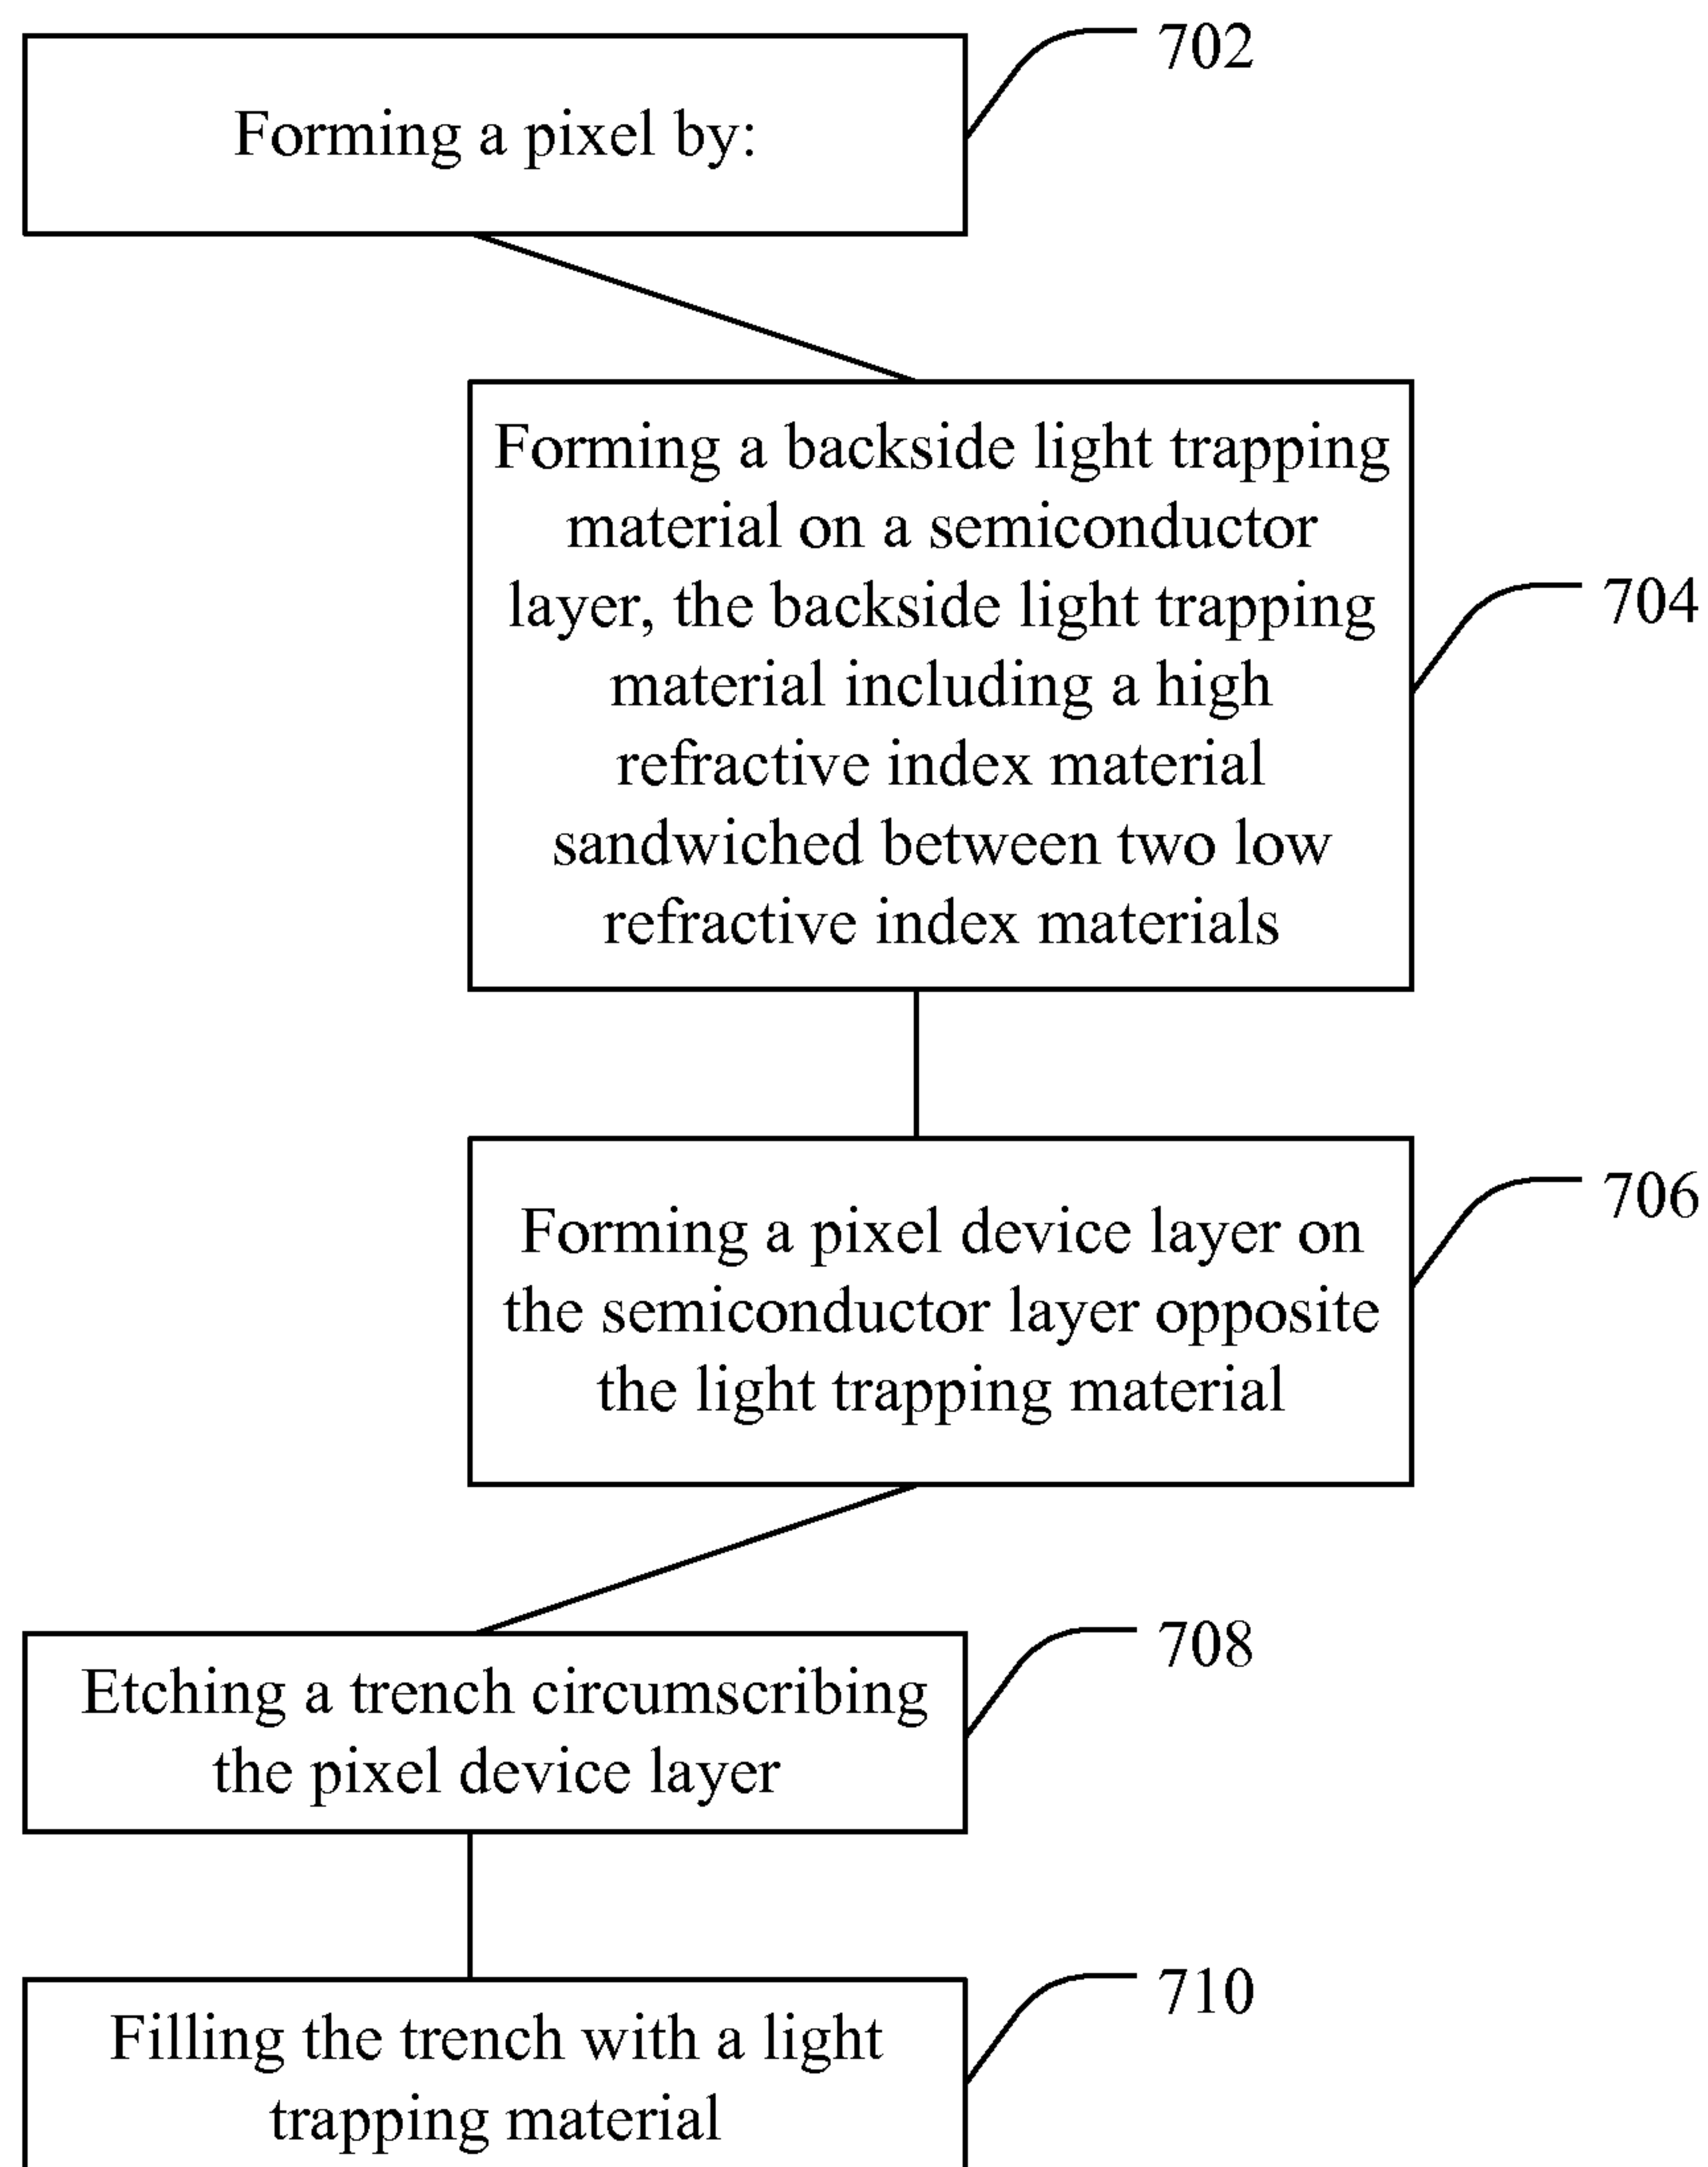 702
Forming a pixel by:
Forming a backside light trapping
material on a semiconductor
layer, the backside light trapping
material including a high
refractive index material
sandwiched between two low
refractive index materials
704
Forming a pixel device layer on
the semiconductor layer opposite
the light trapping material
706
Etching a trench circumscribing
the pixel device layer
708
Filling the trench with a light
trapping material
710